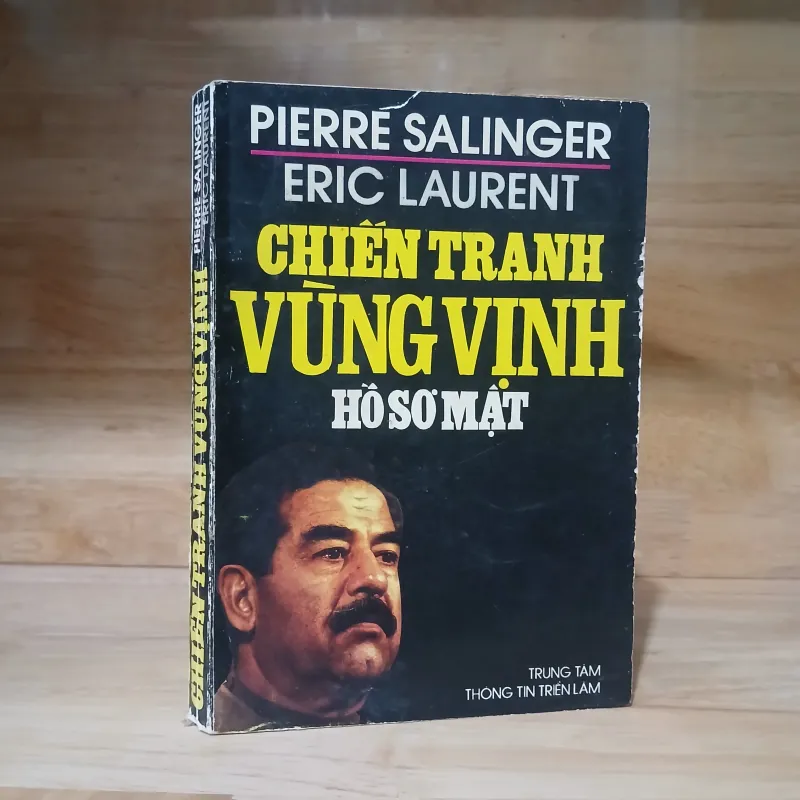 PIERRE SALINGER
ERIC LAURENT
CHIẾN TRANH
VÙNG VỊNH
HỒ SƠ MẬT
TRUNG TÂM
THÔNG TIN TRIỂN LÃM
PIERRE SALINGER
ERIC LAURENT
CHIẾN TRANH VÙNG VỊNH